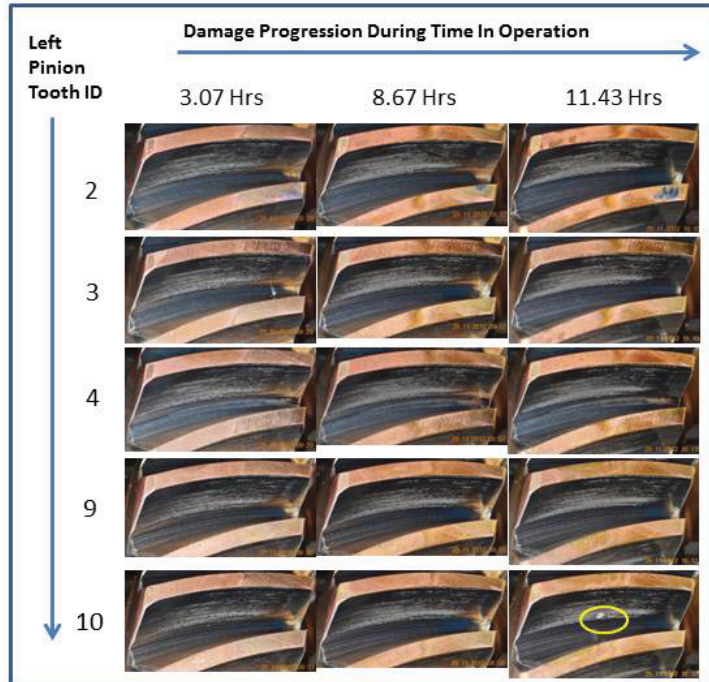 Left
Pinion
Tooth ID
Damage Progression During Time In Operation
3.07 Hrs
8.67 Hrs
11.43 Hrs
2
3
4
9
10